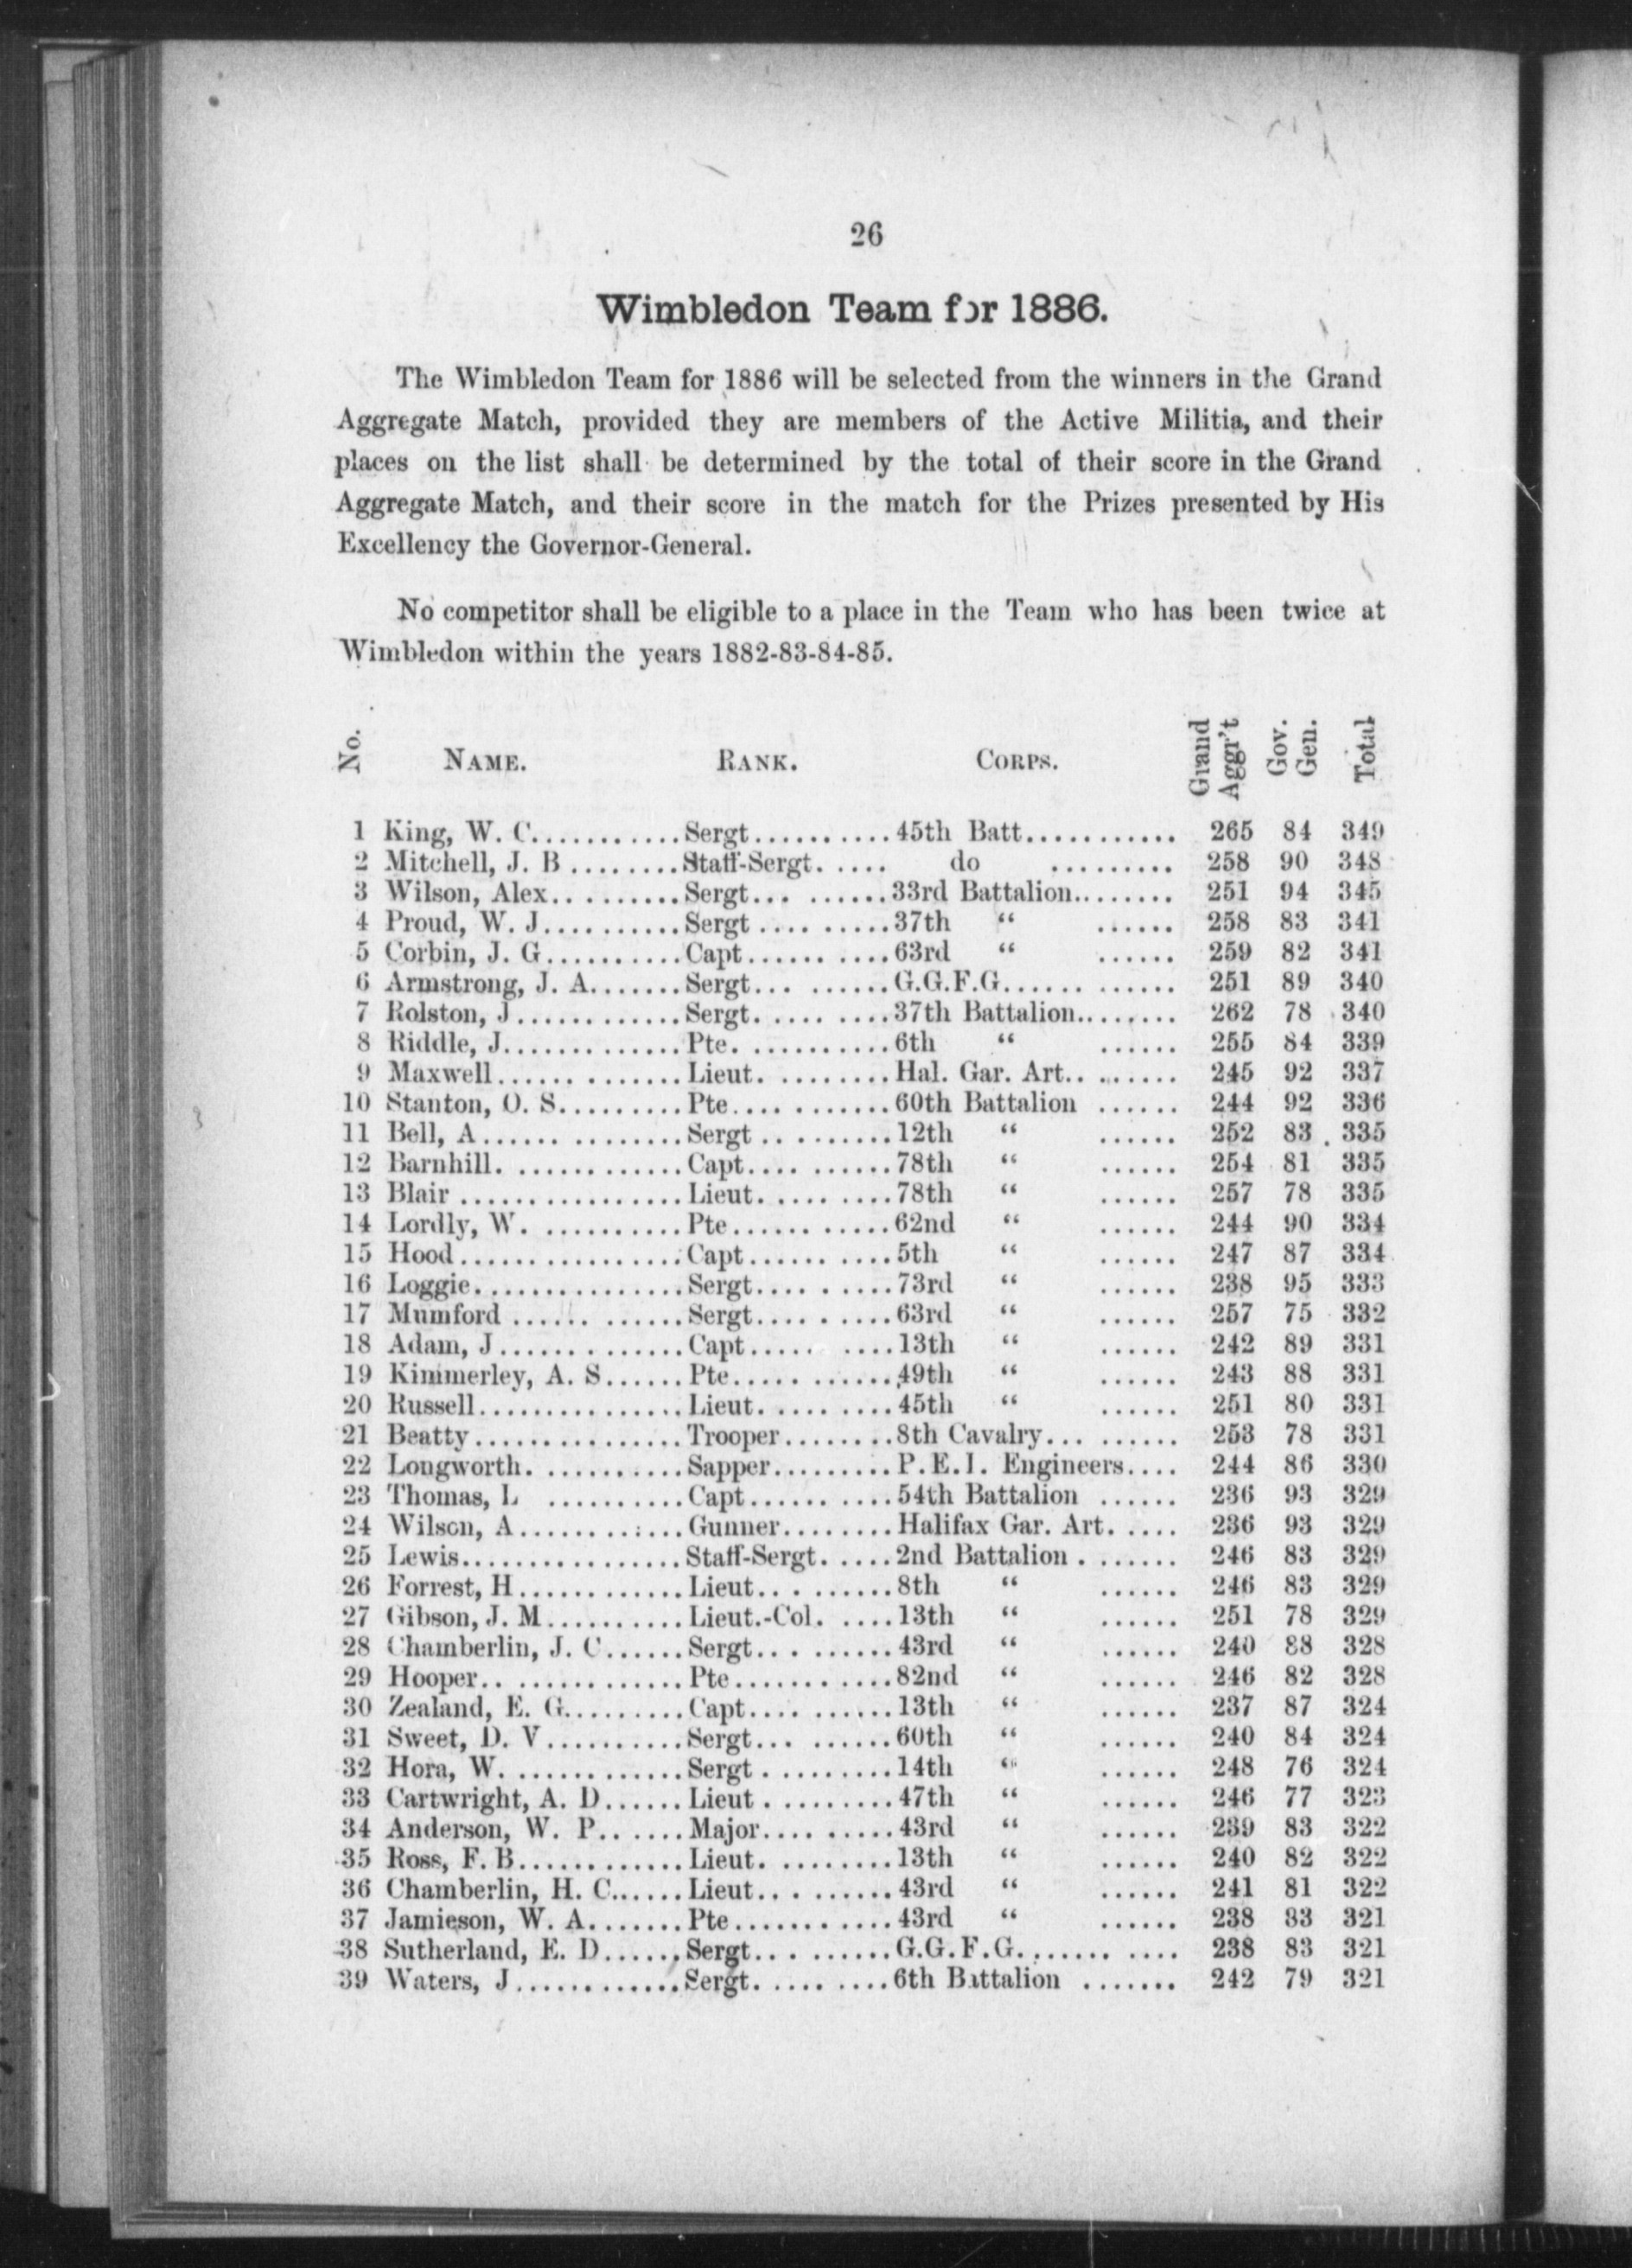 26
Wimbledon Team for 1886.
The Wimbledon Team for 1886 will be selected from the winners in the Grand
Aggregate Match, provided they are members of the Active Militia, and their
places on the list shall be determined by the total of their score in the Grand
Aggregate Match, and their score in the match for the Prizes presented by His
Excellency the Governor-General.
No competitor shall be eligible to a place in the Team who has been twice at
Wimbledon within the years 1882-83-84-85.
No. NAME. RANK. CORPS. Grand Aggr't Gov. Gen. Total
1 King, W. C............Sergt..........45th Batt........... 265 84 349
2 Mitchell, J. B ........Staff-Sergt...... do ......... 258 90 348
3 Wilson, Alex..........Sergt... ......33rd Battalion........ 251 94 345
4 Proud, W. J..........Sergt ..........37th “ ...... 258 83 341
5 Corbin, J. G..........Capt..........63rd “ ...... 259 82 341
6 Armstrong, J. A.......Sergt... ......G.G.F.G............ 251 89 340
7 Rolston, J............Sergt..........37th Battalion........ 262 78 340
8 Riddle, J.............Pte............6th “ ...... 255 84 339
9 Maxwell..............Lieut..........Hal. Gar. Art........ 245 92 337
10 Stanton, O. S.........Pte............60th Battalion ...... 244 92 336
11 Bell, A...............Sergt..........12th “ ...... 252 83 335
12 Barnhill..............Capt..........78th “ ...... 254 81 335
13 Blair .................Lieut..........78th “ ...... 257 78 335
14 Lordly, W............Pte............62nd “ ...... 244 90 334
15 Hood.................Capt..........5th “ ...... 247 87 334
16 Loggie................Sergt..........73rd “ ...... 238 95 333
17 Mumford .............Sergt..........63rd “ ...... 257 75 332
18 Adam, J..............Capt..........13th “ ...... 242 89 331
19 Kimmerley, A. S......Pte............49th “ ...... 243 88 331
20 Russell...............Lieut..........45th “ ...... 251 80 331
21 Beatty................Trooper........8th Cavalry......... 253 78 331
22 Longworth............Sapper.........P.E.I. Engineers.... 244 86 330
23 Thomas, L ..........Capt..........54th Battalion ...... 236 93 329
24 Wilson, A............Gunner........Halifax Gar. Art..... 236 93 329
25 Lewis................Staff-Sergt......2nd Battalion ....... 246 83 329
26 Forrest, H............Lieut..........8th “ ...... 246 83 329
27 Gibson, J. M..........Lieut.-Col. ....13th “ ...... 251 78 329
28 Chamberlin, J. C......Sergt..........43rd “ ...... 240 88 328
29 Hooper...............Pte............82nd “ ...... 246 82 328
30 Zealand, E. G.........Capt..........13th “ ...... 237 87 324
31 Sweet, D. V..........Sergt... ......60th “ ...... 240 84 324
32 Hora, W..............Sergt..........14th “ ...... 248 76 324
33 Cartwright, A. D......Lieut..........47th “ ...... 246 77 323
34 Anderson, W. P.......Major..........43rd “ ...... 239 83 322
35 Ross, F. B............Lieut..........13th “ ...... 240 82 322
36 Chamberlin, H. C......Lieut..........43rd “ ...... 241 81 322
37 Jamieson, W. A.......Pte............43rd “ ...... 238 83 321
38 Sutherland, E. D......Sergt..........G.G.F.G............ 238 83 321
39 Waters, J.............Sergt..........6th Battalion ....... 242 79 321